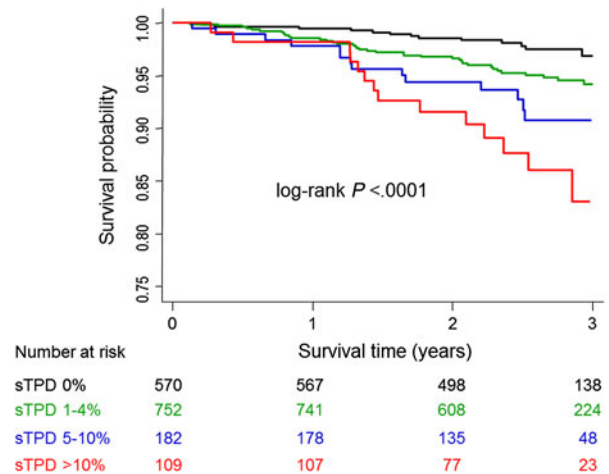 1.00
0.95
0.90
0.85
0.80
0.75
Survival probability
log-rank P <.0001
0 1 2 3
Number at risk Survival time (years)
sTPD 0% 570 567 498 138
sTPD 1-4% 752 741 608 224
sTPD 5-10% 182 178 135 48
sTPD >10% 109 107 77 23